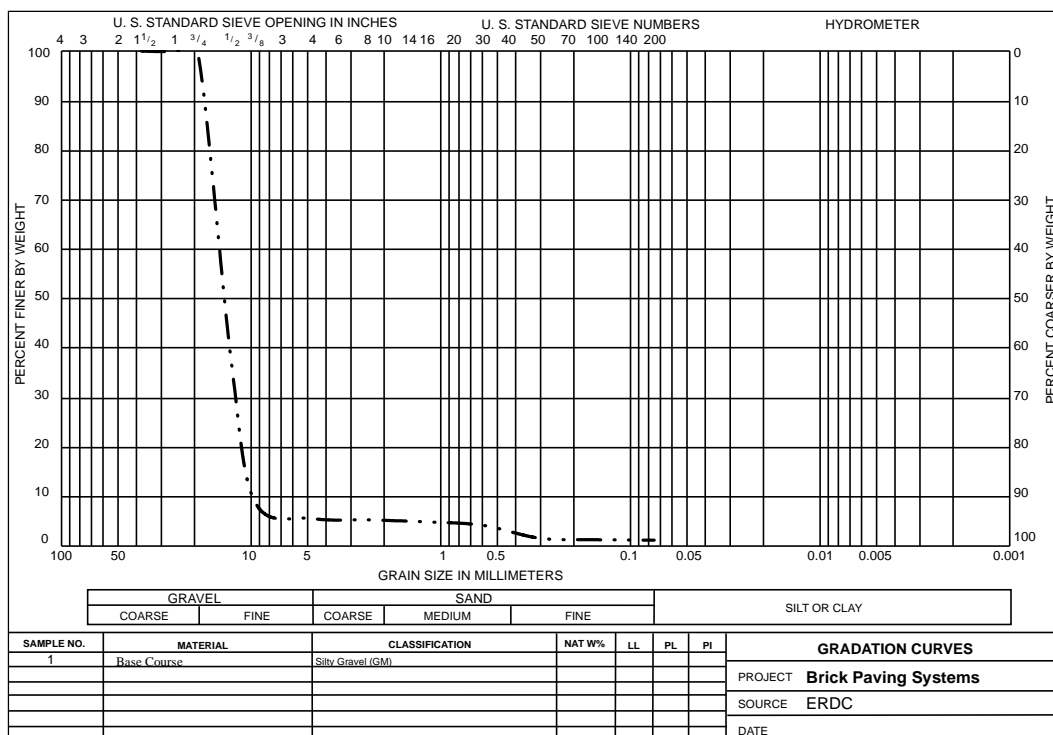 U. S. STANDARD SIEVE OPENING IN INCHES U. S. STANDARD SIEVE NUMBERS HYDROMETER
4 3 2 1 1/2 1 3/4 1/2 3/8 3 4 6 8 10 14 16 20 30 40 50 70 100 140 200
100 0
90 10
80 20
70 30
60 40
50 50
40 60
30 70
20 80
10 90
0 100
PERCENT FINER BY WEIGHT
PERCENT COARSER BY WEIGHT
100 50 10 5 1 0.5 0.1 0.05 0.01 0.005 0.001
GRAIN SIZE IN MILLIMETERS
GRAVEL SAND SILT OR CLAY
COARSE FINE COARSE MEDIUM FINE
SAMPLE NO. MATERIAL CLASSIFICATION NAT W% LL PL PI GRADATION CURVES
1 Base Course Silty Gravel (GM)
PROJECT Brick Paving Systems
SOURCE ERDC
DATE